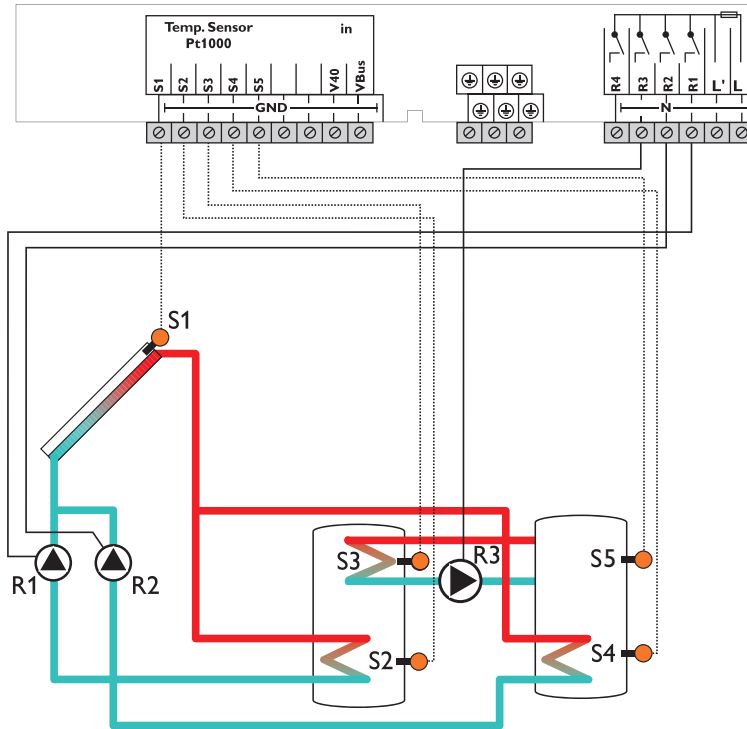 Temp. Sensor in
Pt1000
S1 S2 S3 S4 S5 V40 VBus
GND
R4 R3 R2 R1 L' L
N
S1
S3
R3
S5
R1
R2
S2
S4